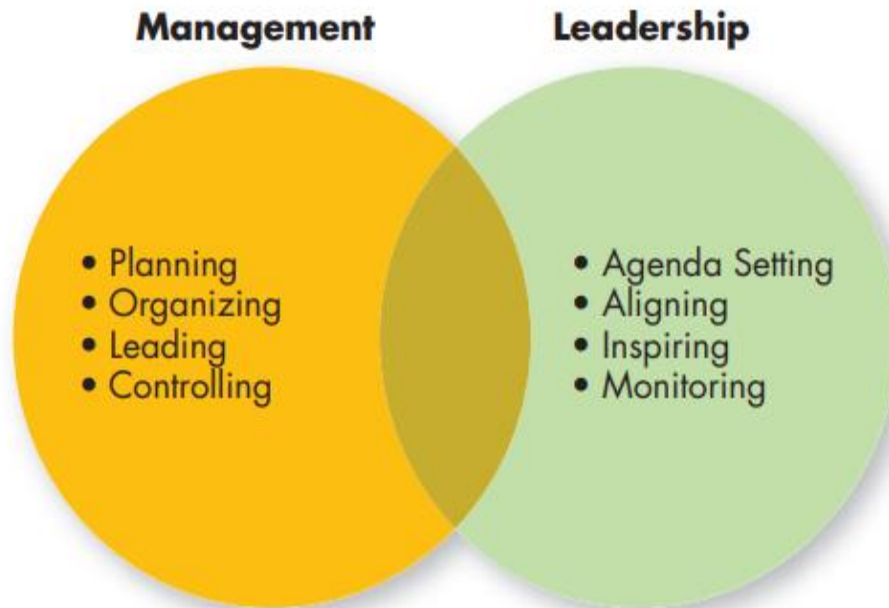 Management
Leadership
• Planning
• Organizing
• Leading
• Controlling
• Agenda Setting
• Aligning
• Inspiring
• Monitoring